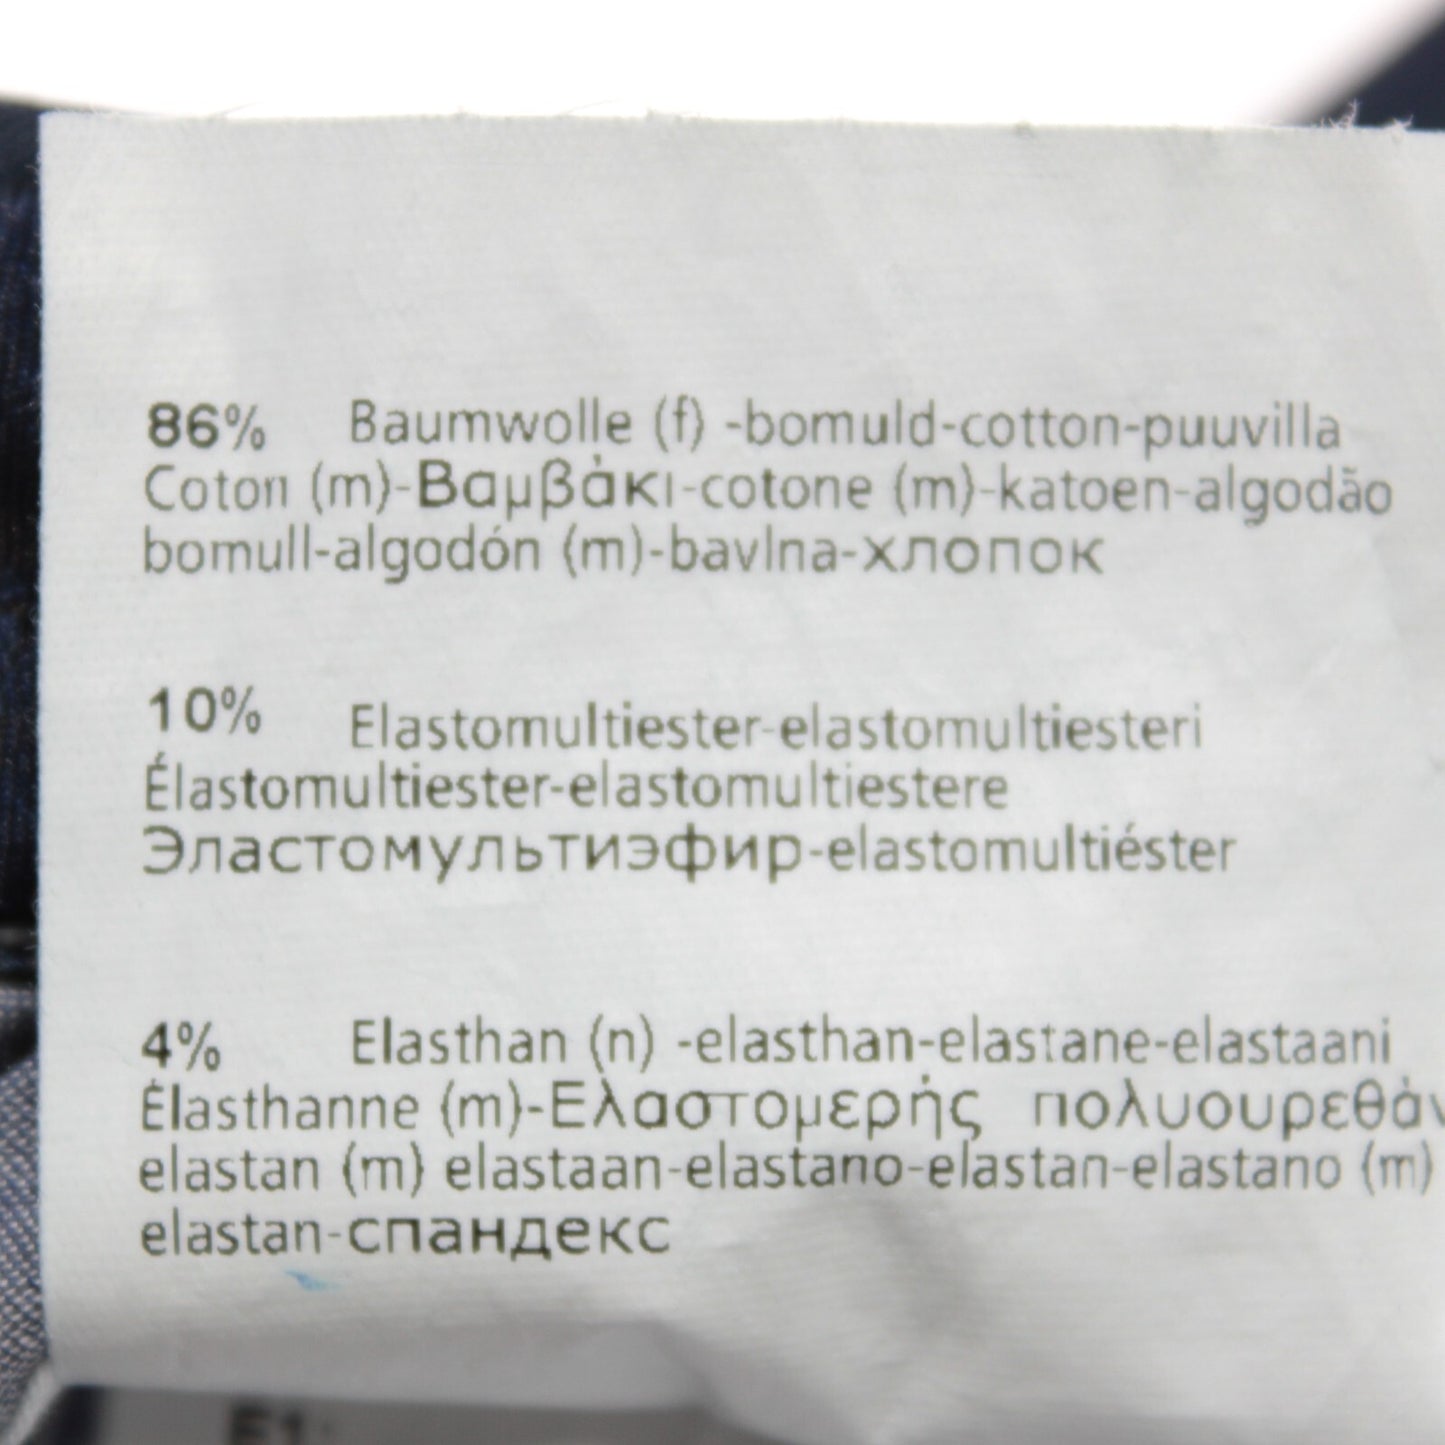 86% Baumwolle (f) -bomuld-cotton-puuvilla
Coton (m)-Βαμβάκι-cotone (m)-katoen-algodão
bomull-algodón (m)-bavlna-хлопок
10% Elastomultiester-elastomultiesteri
Élastomultiester-elastomultiestere
Эластомультиэфир-elastomultiéster
4% Elasthan (n) -elasthan-elastane-elastaani
Élasthanne (m)-Ελαστομερής
elastan (m) elastaan-elastano-elastan-elastano (m)
elastan-спандекс